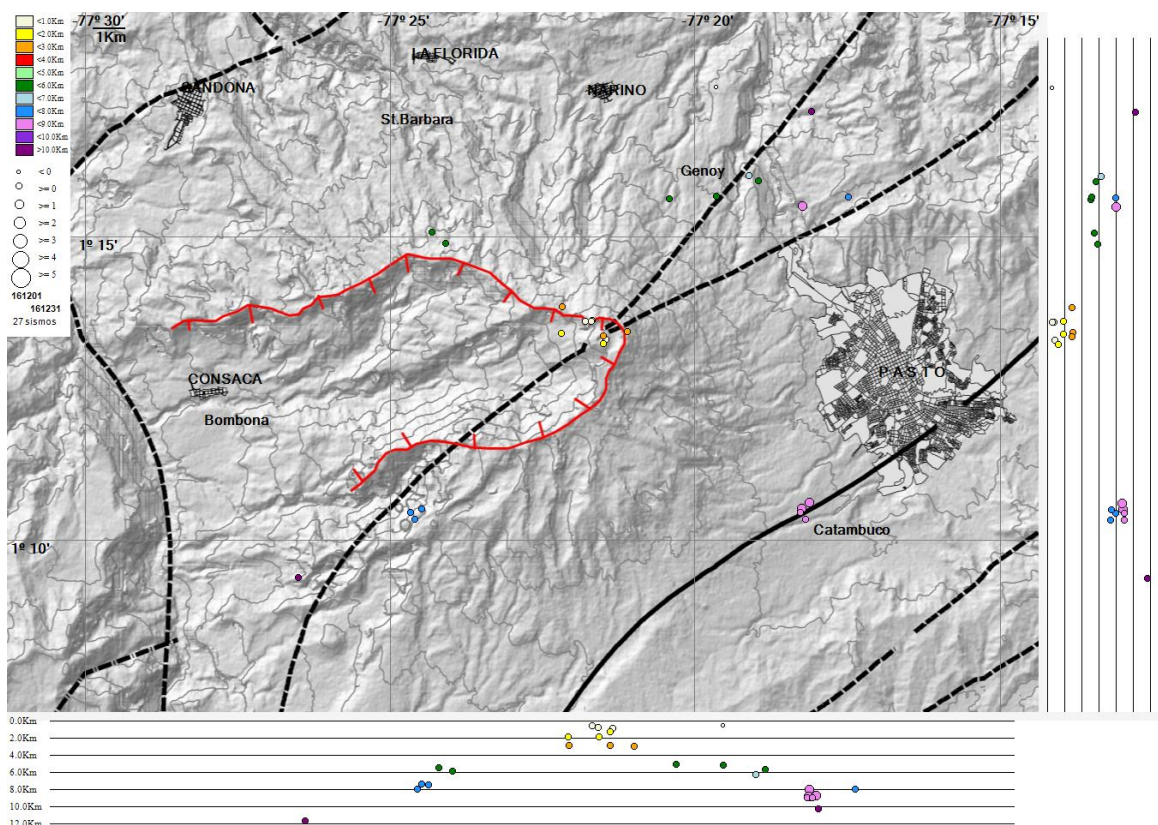 -77º 30'
-77º 25'
-77º 20'
-77º 15'
1Km
<1.0Km
<2.0Km
<3.0Km
<4.0Km
<5.0Km
<6.0Km
<7.0Km
<8.0Km
<9.0Km
<10.0Km
>10.0Km
< 0
>= 0
>= 1
>= 2
>= 3
>= 4
>= 5
161201
161231
27 sismos
LA FLORIDA
SANDONA
NARINO
St.Barbara
Genoy
1º 15'
CONSACA
Bombona
PASTO
Catambuco
1º 10'
0.0Km
2.0Km
4.0Km
6.0Km
8.0Km
10.0Km
12.0Km